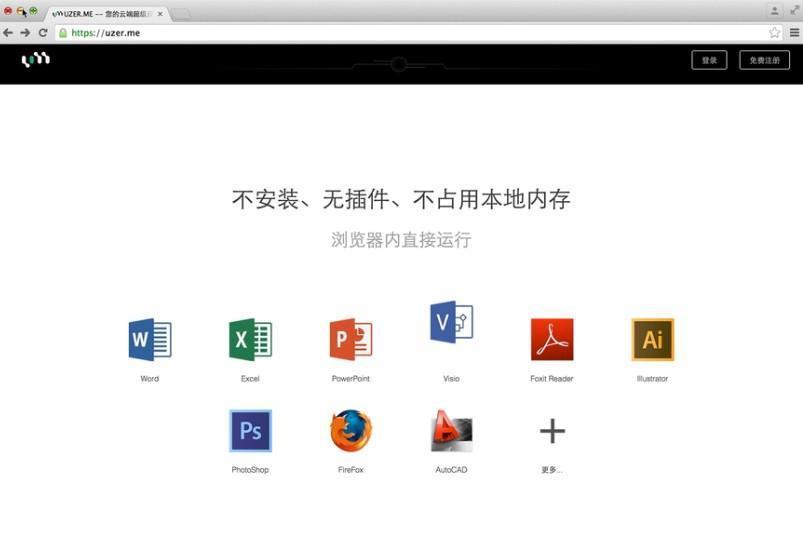 UZER.ME -- 您的云端超级
https://uzer.me
登录
免费注册
不安装、无插件、不占用本地内存
浏览器内直接运行
W
X
P
V
Ai
Word
Excel
PowerPoint
Visio
Foxit Reader
Illustrator
Ps
PhotoShop
FireFox
AutoCAD
更多...